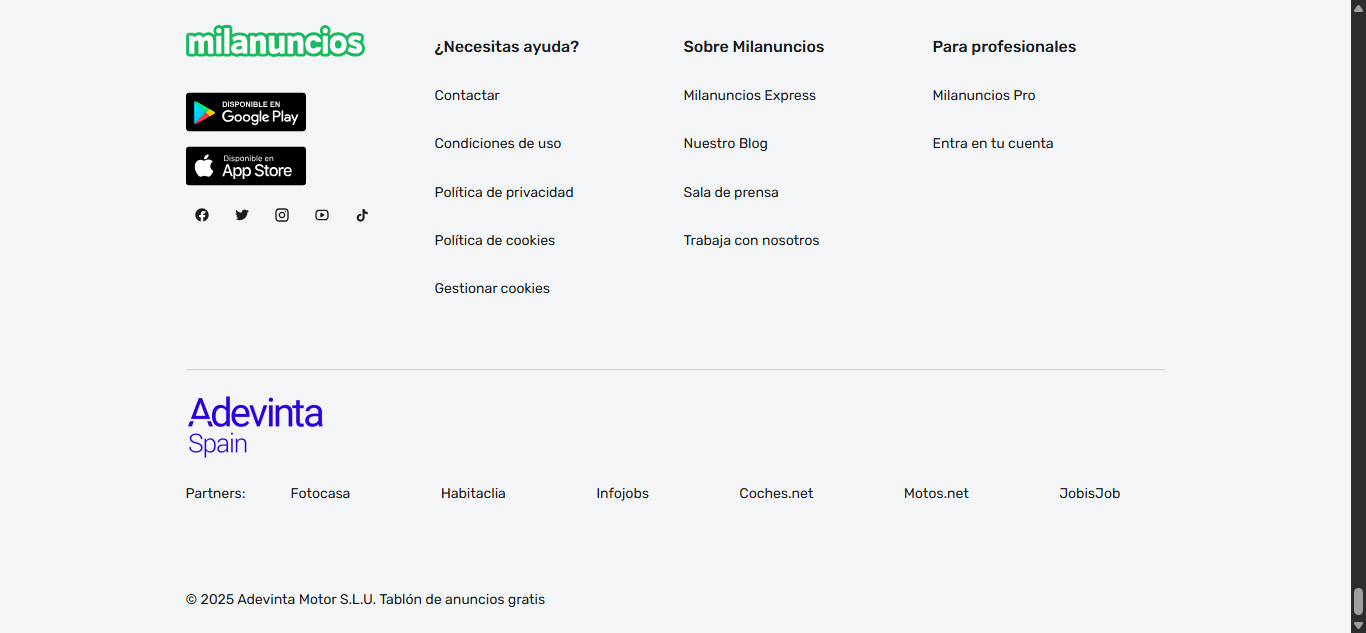 milanuncios
DISPONIBLE EN
Google Play
Disponible en
App Store
¿Necesitas ayuda?
Contactar
Condiciones de uso
Política de privacidad
Política de cookies
Gestionar cookies
Sobre Milanuncios
Milanuncios Express
Nuestro Blog
Sala de prensa
Trabaja con nosotros
Para profesionales
Milanuncios Pro
Entra en tu cuenta
Adevinta
Spain
Partners: Fotocasa Habitaclia Infojobs Coches.net Motos.net JobisJob
© 2025 Adevinta Motor S.L.U. Tablón de anuncios gratis